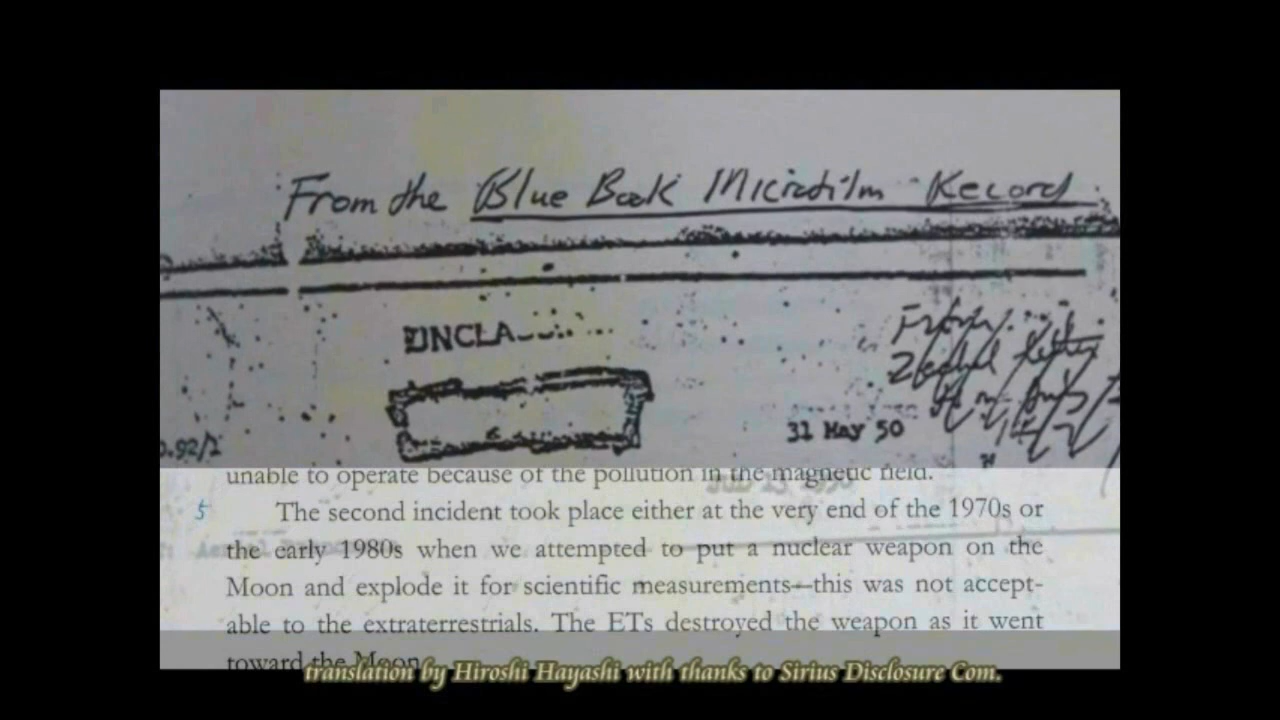 From the Blue Book Microfilm Record
UNCLA
31 May 50
0.92/1
unable to operate because of the pollution in the magnetic field.
5 The second incident took place either at the very end of the 1970s or
the early 1980s when we attempted to put a nuclear weapon on the
Moon and explode it for scientific measurements—this was not accept-
able to the extraterrestrials. The ETs destroyed the weapon as it went
toward the Moon
translation by Hiroshi Hayashi with thanks to Sirius Disclosure Com.